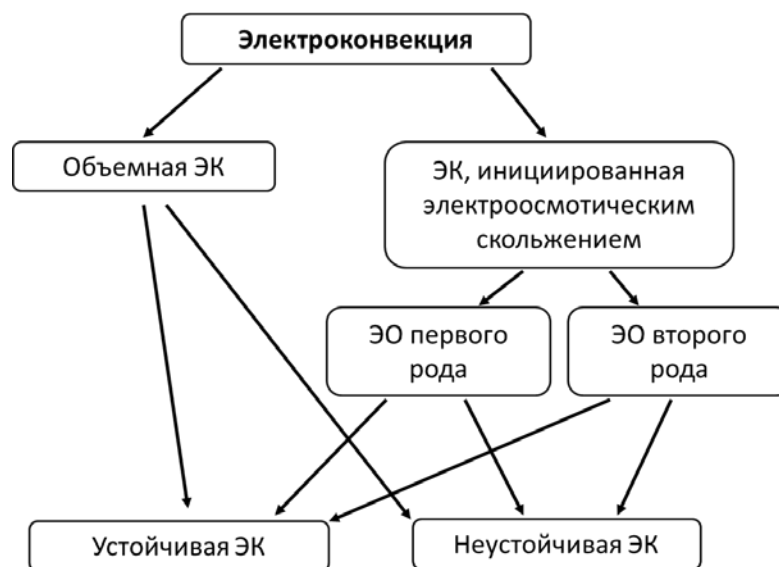 Электроконвекция
Объемная ЭК
ЭК, инициированная
электроосмотическим
скольжением
ЭО первого
рода
ЭО второго
рода
Устойчивая ЭК
Неустойчивая ЭК